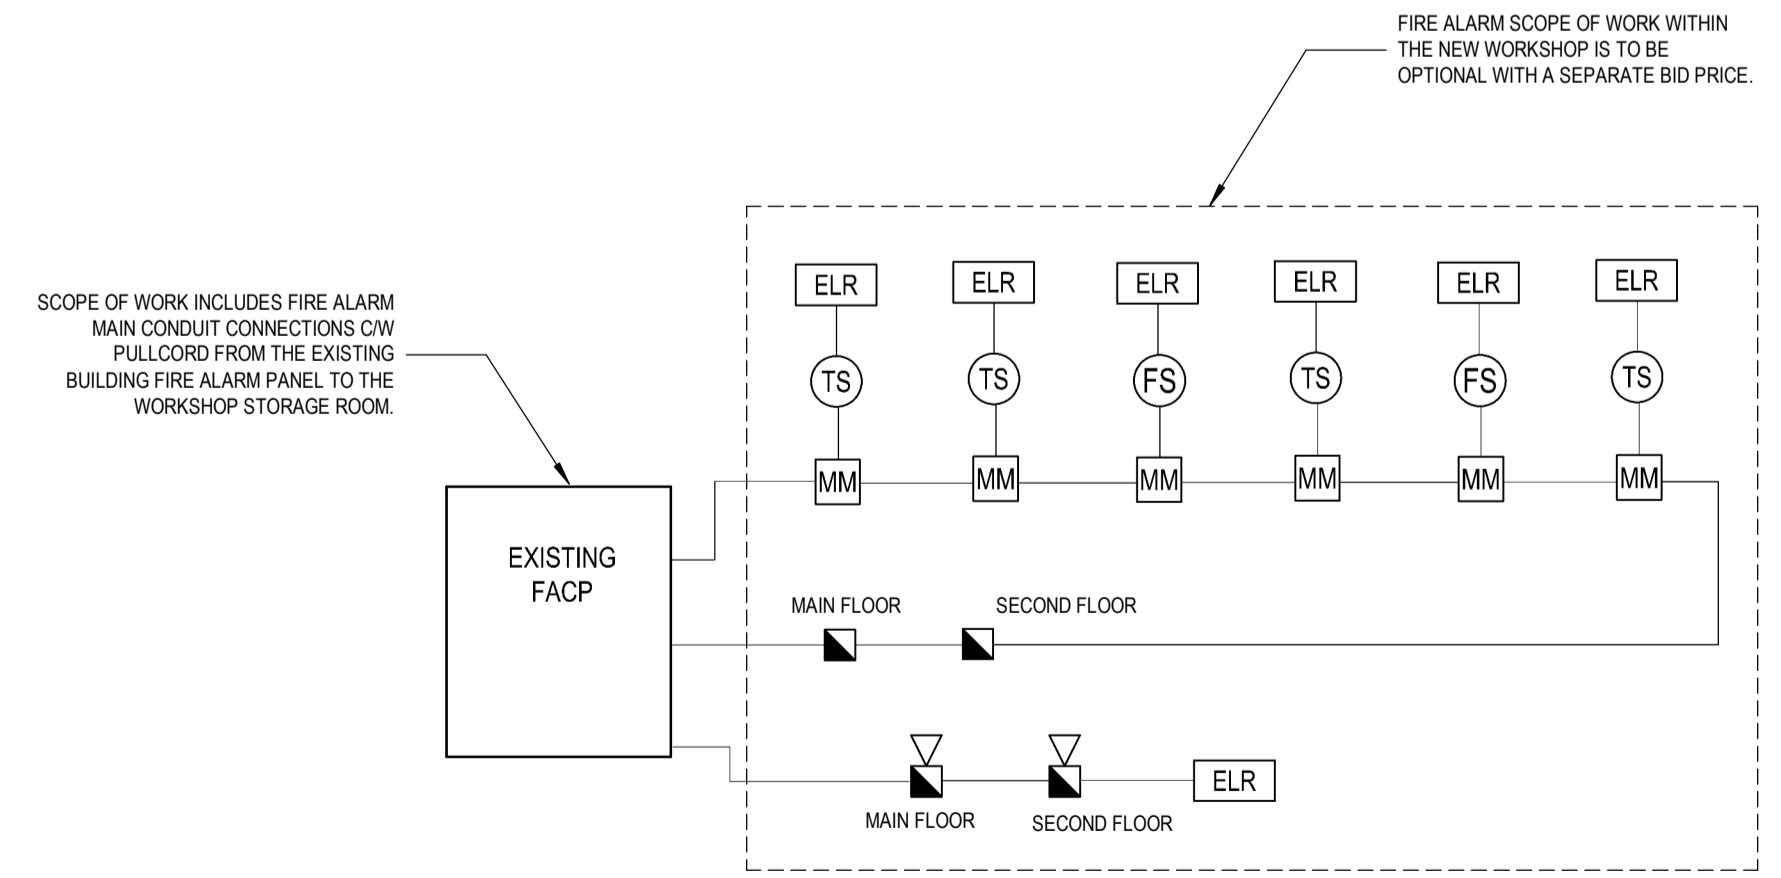 FIRE ALARM SCOPE OF WORK WITHIN
THE NEW WORKSHOP IS TO BE
OPTIONAL WITH A SEPARATE BID PRICE.
SCOPE OF WORK INCLUDES FIRE ALARM
MAIN CONDUIT CONNECTIONS C/W
PULLCORD FROM THE EXISTING
BUILDING FIRE ALARM PANEL TO THE
WORKSHOP STORAGE ROOM.
ELR ELR ELR ELR ELR ELR
TS TS FS TS FS TS
MM MM MM MM MM MM
EXISTING
FACP
MAIN FLOOR SECOND FLOOR
ELR
MAIN FLOOR SECOND FLOOR